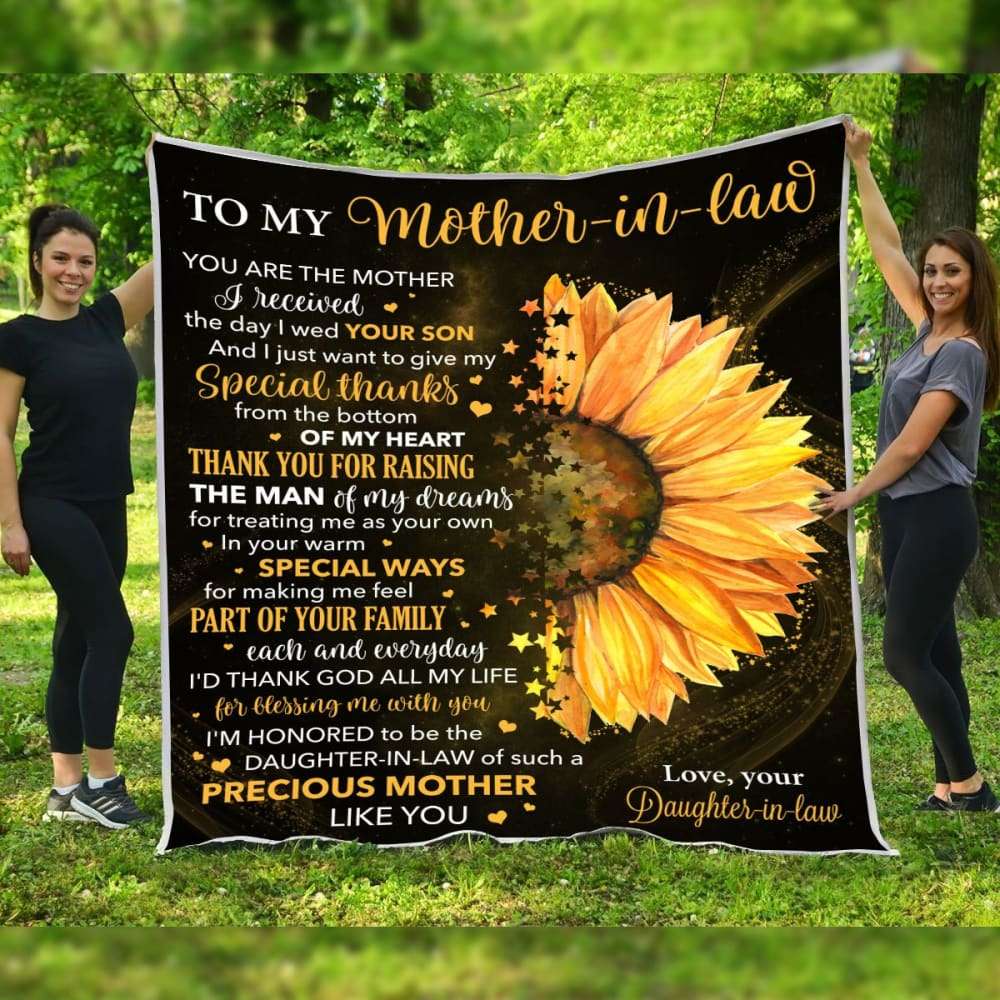 TO MY Mother-in-law
YOU ARE THE MOTHER
I received
the day I wed YOUR SON
And I just want to give my
Special thanks
from the bottom
OF MY HEART
THANK YOU FOR RAISING
THE MAN of my dreams
for treating me as your own
In your warm
SPECIAL WAYS
for making me feel
PART OF YOUR FAMILY
each and everyday
I'D THANK GOD ALL MY LIFE
for blessing me with you
I'M HONORED to be the
DAUGHTER-IN-LAW of such a
PRECIOUS MOTHER
LIKE YOU
Love, your
Daughter-in-law